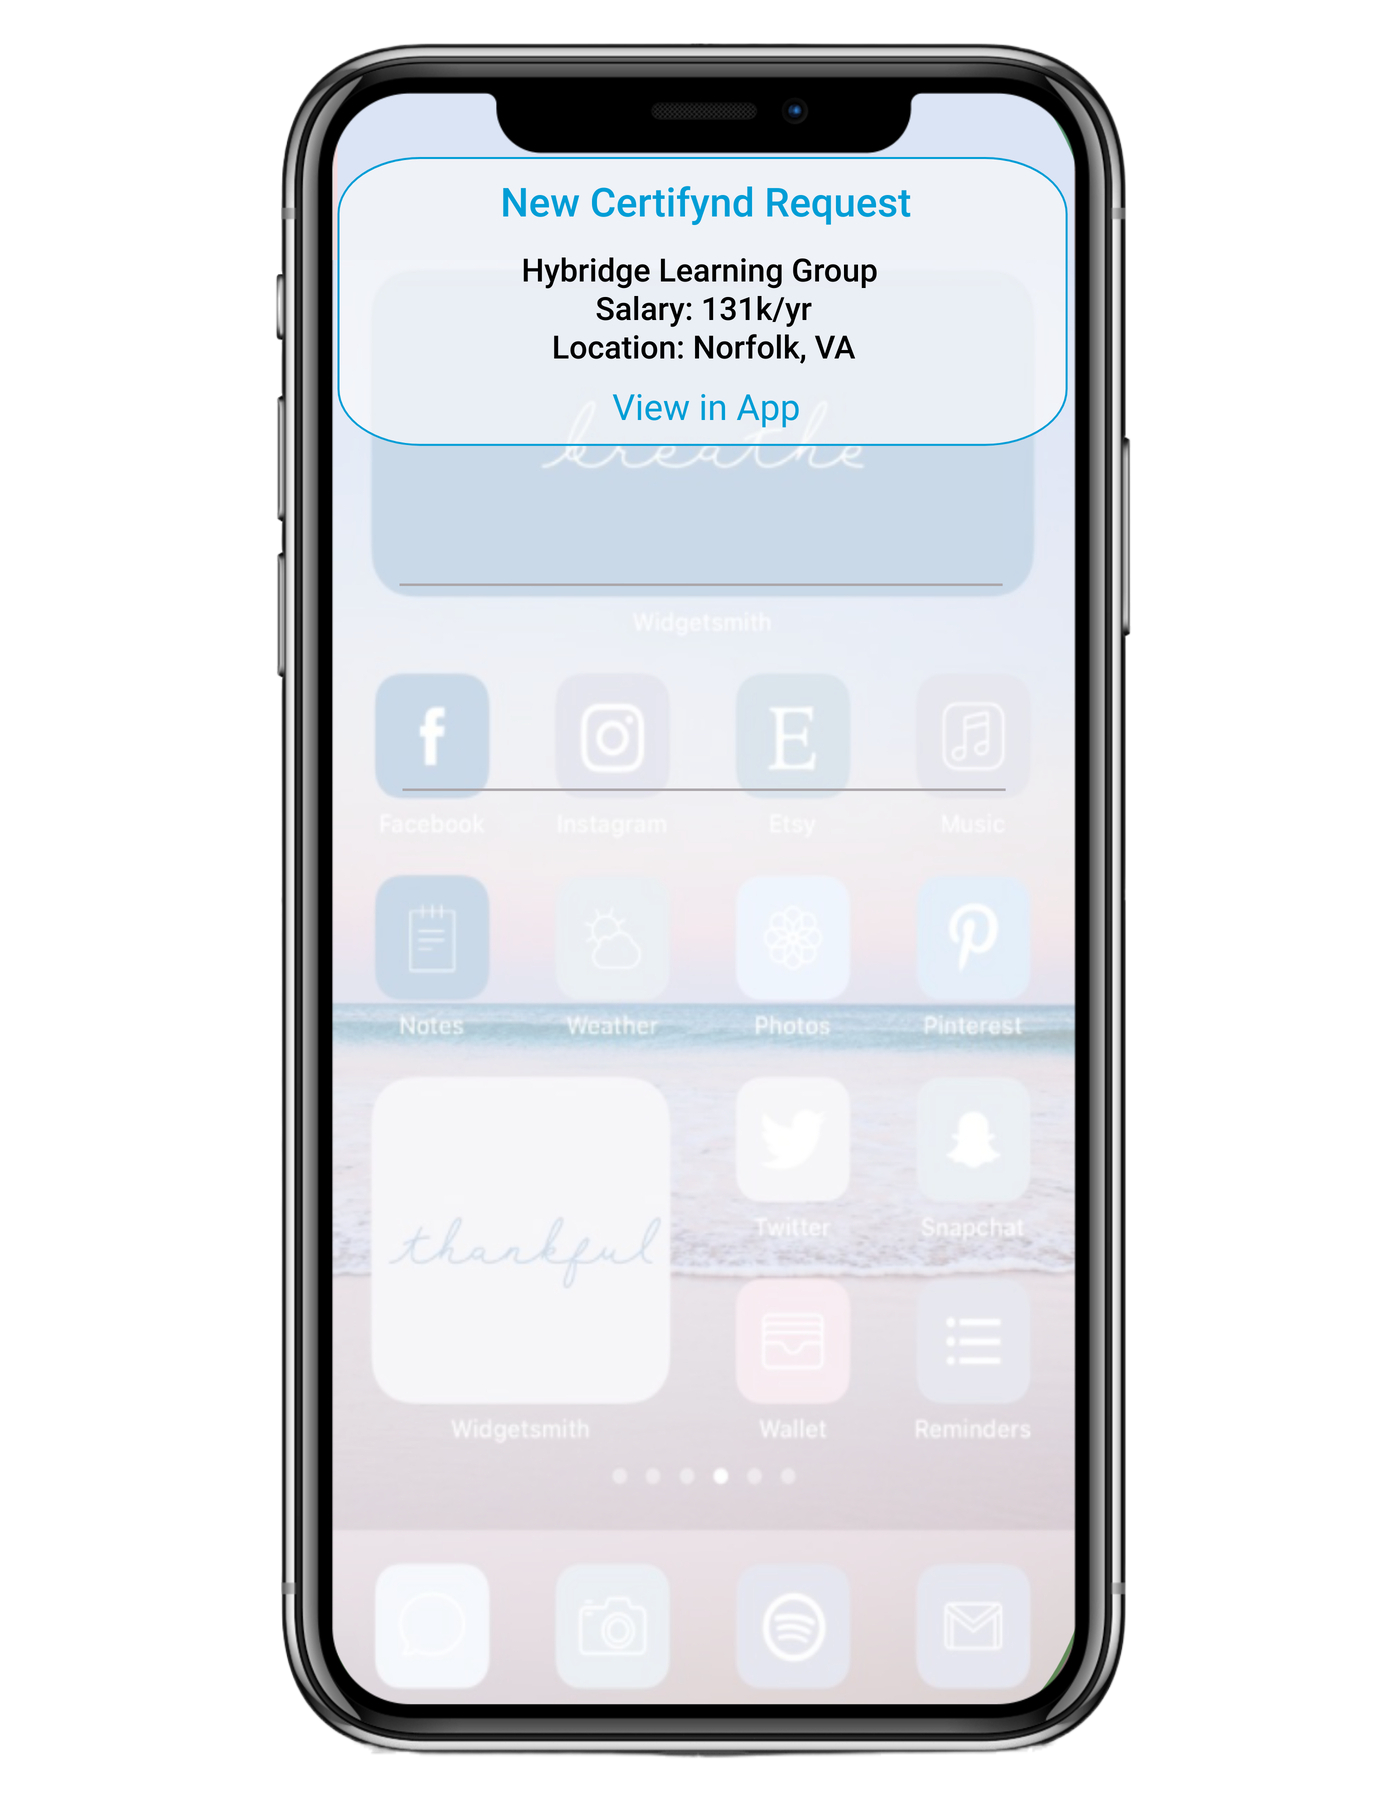 New Certifynd Request
Hybridge Learning Group
Salary: 131k/yr
Location: Norfolk, VA
View in App
breathe
Widgetsmith
f
E
Facebook Instagram Etsy Music
Notes Weather Photos Pinterest
thankful
Twitter Snapchat
Widgetsmith Wallet Reminders